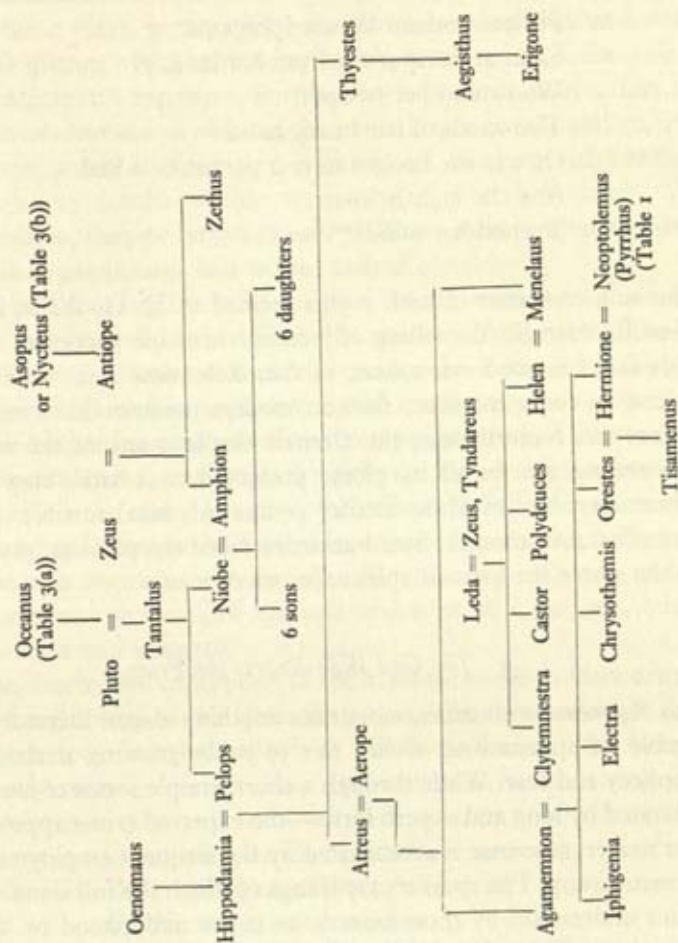 Oceanus
(Table 3(a))
Asopus
or Nycteus (Table 3(b))
Pluto = Zeus = Antiope
Tantalus
Oenomaus
Hippodamia = Pelops Niobe = Amphion Zethus
6 sons 6 daughters
Atreus = Aerope Thyestes
Leda = Zeus, Tyndareus Aegisthus
Agamemnon = Clytemnestra Castor Polydeuces Helen = Menelaus Erigone
Iphigenia Electra Chrysothemis Orestes = Hermione = Neoptolemus
(Pyrrhus)
(Table 1
Tisamenus